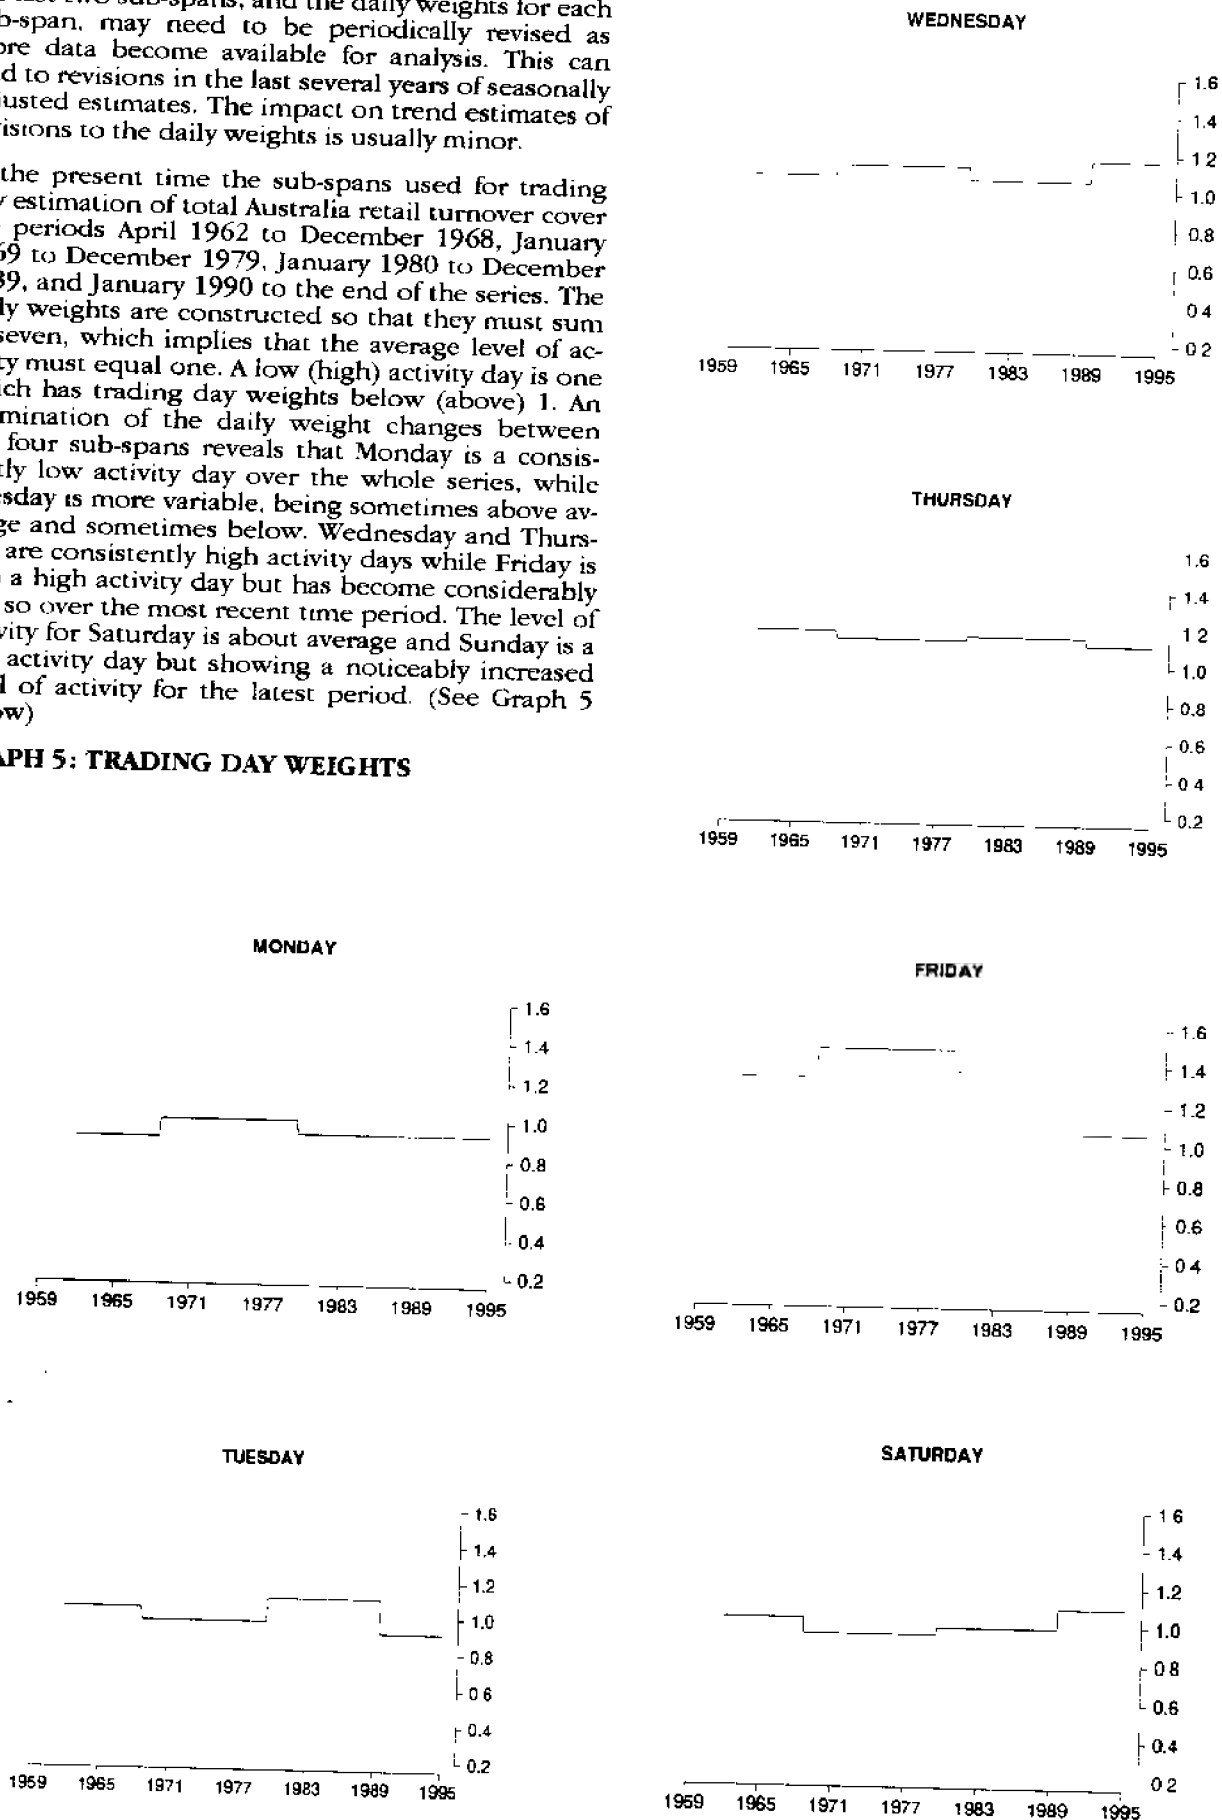 sub-spans, and the daily weights for each
b-span, may need to be periodically revised as
ore data become available for analysis. This can
d to revisions in the last several years of seasonally
justed estimates. The impact on trend estimates of
visions to the daily weights is usually minor.
the present time the sub-spans used for trading
y estimation of total Australia retail turnover cover
periods April 1962 to December 1968, January
69 to December 1979, January 1980 to December
89, and January 1990 to the end of the series. The
ly weights are constructed so that they must sum
seven, which implies that the average level of ac-
ty must equal one. A low (high) activity day is one
ich has trading day weights below (above) 1. An
mination of the daily weight changes between
four sub-spans reveals that Monday is a consis-
tly low activity day over the whole series, while
esday is more variable, being sometimes above av-
ge and sometimes below. Wednesday and Thurs-
are consistently high activity days while Friday is
a high activity day but has become considerably
so over the most recent time period. The level of
vity for Saturday is about average and Sunday is a
activity day but showing a noticeably increased
l of activity for the latest period. (See Graph 5
ow)
APH 5: TRADING DAY WEIGHTS
MONDAY
1.6
1.4
1.2
1.0
0.8
0.6
0.4
0.2
1959 1965 1971 1977 1983 1989 1995
TUESDAY
1.6
1.4
1.2
1.0
0.8
0 6
0.4
0.2
1959 1965 1971 1977 1983 1989 1995
WEDNESDAY
1.6
1.4
1 2
1.0
0.8
0.6
0 4
0 2
1959 1965 1971 1977 1983 1989 1995
THURSDAY
1.6
1.4
1 2
1.0
0.8
0.6
0 4
0.2
1959 1965 1971 1977 1983 1989 1995
FRIDAY
1.6
1.4
1.2
1.0
0.8
0.6
0 4
0.2
1959 1965 1971 1977 1983 1989 1995
SATURDAY
1 6
1.4
1.2
1.0
0 8
0.6
0.4
0 2
1959 1965 1971 1977 1983 1989 1995